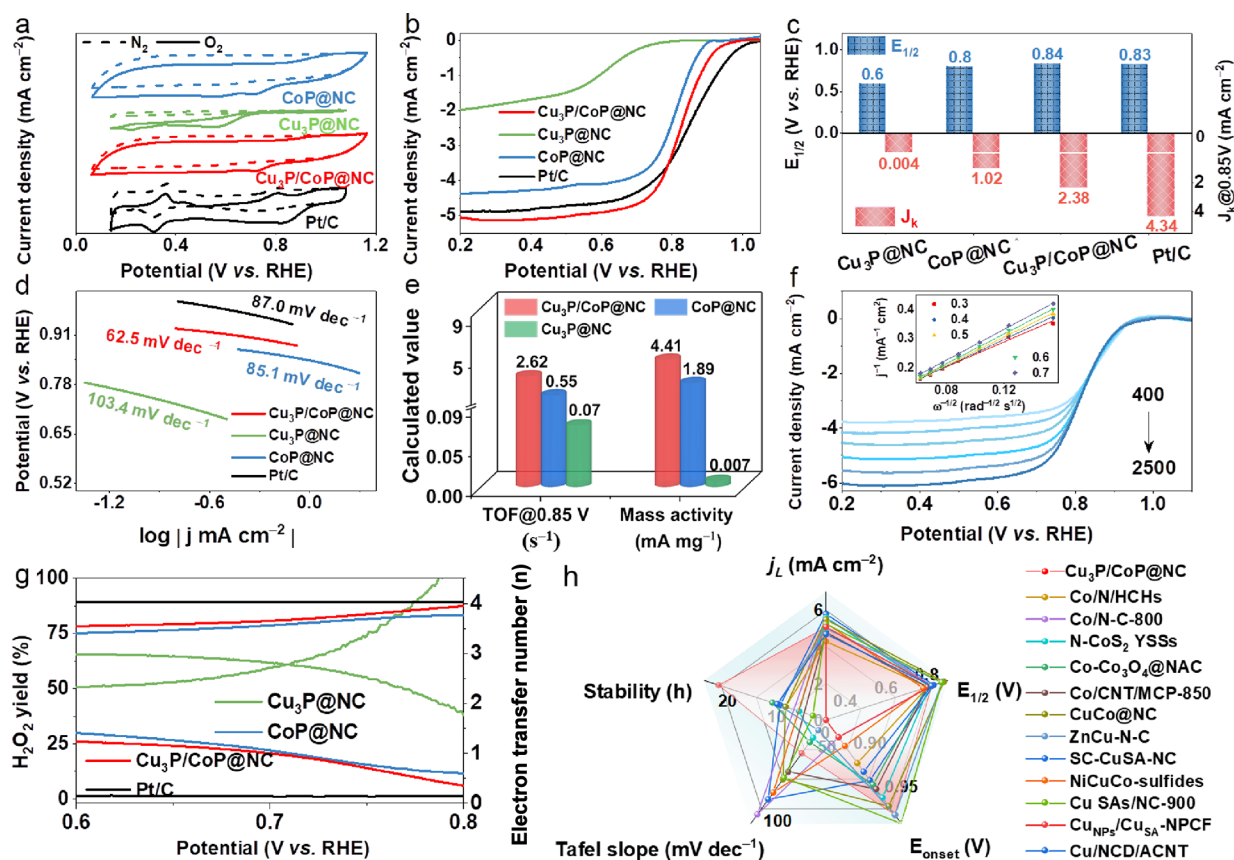 a
N₂ O₂
Current density (mA cm⁻²)
CoP@NC
Cu₃P@NC
Cu₃P/CoP@NC
Pt/C
0.0 0.4 0.8 1.2
Potential (V vs. RHE)
b
Current density (mA cm⁻²)
0
-1
-2
-3
-4
-5
Cu₃P/CoP@NC
Cu₃P@NC
CoP@NC
Pt/C
0.2 0.4 0.6 0.8 1.0
Potential (V vs. RHE)
c
E₁/₂ (V vs. RHE)
1.0
0.5
0.0
E₁/₂
0.6 0.8 0.84 0.83
0.004
1.02
2.38
4.34
Jₖ
0
2
4
Jₖ@0.85V (mA cm⁻²)
Cu₃P@NC CoP@NC Cu₃P/CoP@NC Pt/C
d
Potential (V vs. RHE)
0.91
0.78
0.65
0.52
87.0 mV dec⁻¹
62.5 mV dec⁻¹
85.1 mV dec⁻¹
103.4 mV dec⁻¹
Cu₃P/CoP@NC
Cu₃P@NC
CoP@NC
Pt/C
-1.2 -0.6 0.0
log | j mA cm⁻² |
e
Calculated value
9
5
0.09
0.05
0.00
Cu₃P/CoP@NC CoP@NC
Cu₃P@NC
2.62 0.55 0.07
4.41 1.89 0.007
TOF@0.85 V
(s⁻¹)
Mass activity
(mA mg⁻¹)
f
Current density (mA cm⁻²)
0
-2
-4
-6
j⁻¹ (mA⁻¹ cm²)
0.4
0.3
0.2
0.3
0.4
0.5
0.6
0.7
0.08 0.12
ω⁻¹/² (rad⁻¹/² s¹/²)
400
2500
0.2 0.4 0.6 0.8 1.0
Potential (V vs. RHE)
g
H₂O₂ yield (%)
100
75
50
25
0
Cu₃P@NC
CoP@NC
Cu₃P/CoP@NC
Pt/C
4
3
2
1
0
Electron transfer number (n)
0.6 0.7 0.8
Potential (V vs. RHE)
h
j_L (mA cm⁻²)
6
2
0
E₁/₂ (V)
0.8
0.6
0.4
E_onset (V)
0.95
0.90
Tafel slope (mV dec⁻¹)
100
50
0
Stability (h)
20
10
Cu₃P/CoP@NC
Co/N/HCHs
Co/N-C-800
N-CoS₂ YSSs
Co-Co₃O₄@NAC
Co/CNT/MCP-850
CuCo@NC
ZnCu-N-C
SC-CuSA-NC
NiCuCo-sulfides
Cu SAs/NC-900
Cu_NPs/Cu_SA-NPCF
Cu/NCD/ACNT